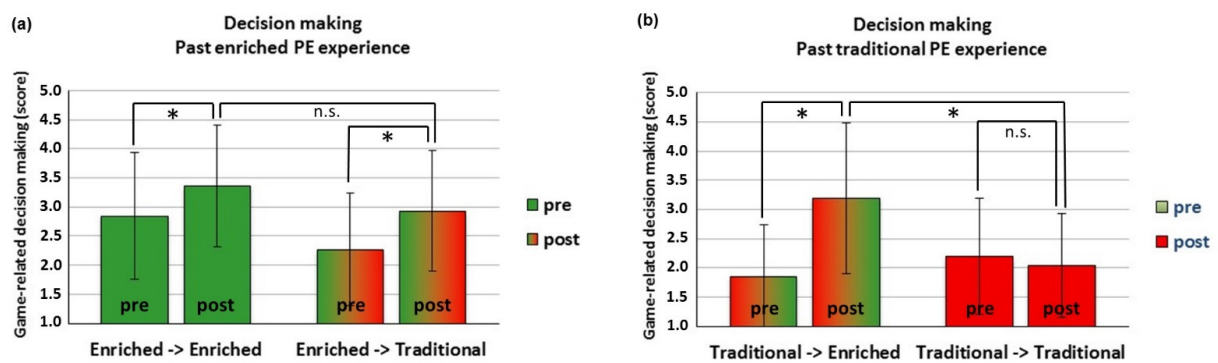 (a)
Decision making
Past enriched PE experience
Game-related decision making (score)
5.0
4.5
4.0
3.5
3.0
2.5
2.0
1.5
1.0
*
n.s.
*
pre
post
pre
post
Enriched -> Enriched
Enriched -> Traditional
pre
post
(b)
Decision making
Past traditional PE experience
Game-related decision making (score)
5.0
4.5
4.0
3.5
3.0
2.5
2.0
1.5
1.0
*
*
n.s.
pre
post
pre
post
Traditional -> Enriched
Traditional -> Traditional
pre
post